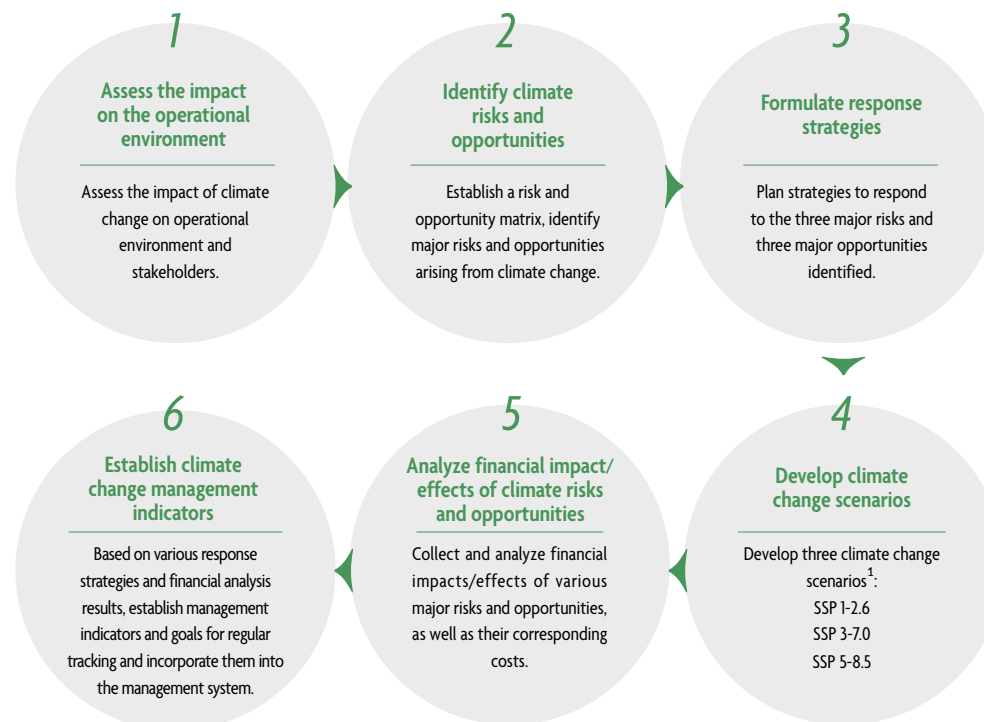 1
Assess the impact
on the operational
environment
Assess the impact of climate
change on operational
environment and
stakeholders.
2
Identify climate
risks and
opportunities
Establish a risk and
opportunity matrix, identify
major risks and opportunities
arising from climate change.
3
Formulate response
strategies
Plan strategies to respond
to the three major risks and
three major opportunities
identified.
4
Develop climate
change scenarios
Develop three climate change
scenarios¹:
SSP 1-2.6
SSP 3-7.0
SSP 5-8.5
5
Analyze financial impact/
effects of climate risks
and opportunities
Collect and analyze financial
impacts/effects of various
major risks and opportunities,
as well as their corresponding
costs.
6
Establish climate
change management
indicators
Based on various response
strategies and financial analysis
results, establish management
indicators and goals for regular
tracking and incorporate them into
the management system.